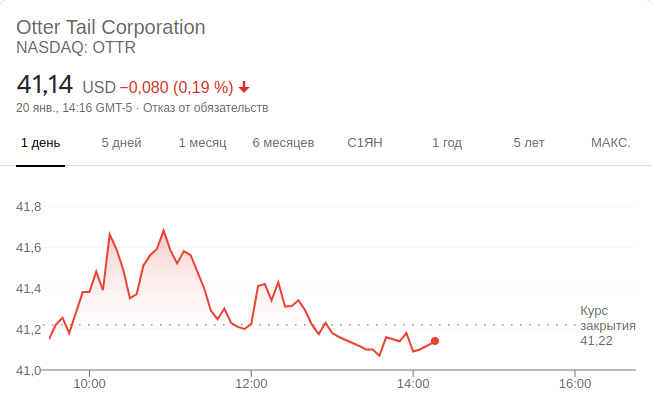 Otter Tail Corporation
NASDAQ: OTTR
41,14 USD −0,080 (0,19 %)
20 янв., 14:16 GMT-5 · Отказ от обязательств
1 день 5 дней 1 месяц 6 месяцев С1ЯН 1 год 5 лет МАКС.
41,8
41,6
41,4
41,2
41,0
Курс
закрытия
41,22
10:00 12:00 14:00 16:00